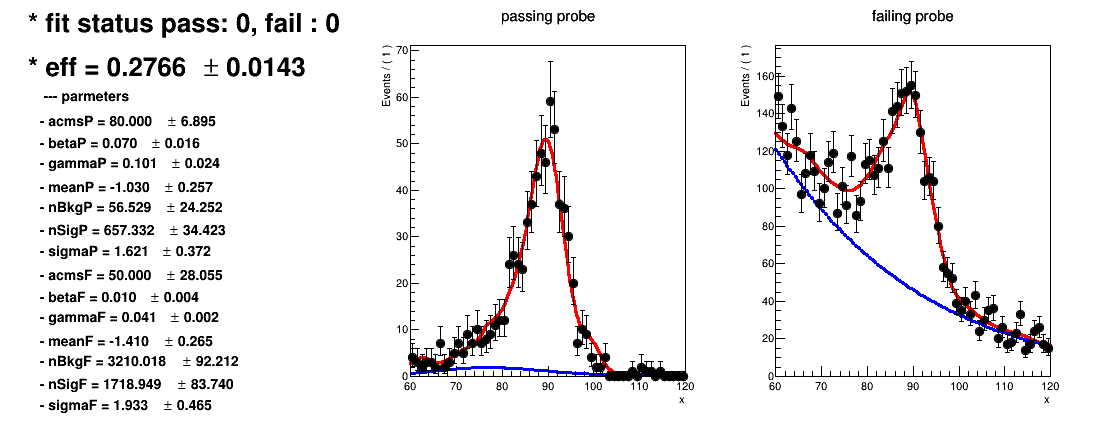 * fit status pass: 0, fail : 0
* eff = 0.2766 ± 0.0143
--- parmeters
- acmsP = 80.000 ± 6.895
- betaP = 0.070 ± 0.016
- gammaP = 0.101 ± 0.024
- meanP = -1.030 ± 0.257
- nBkgP = 56.529 ± 24.252
- nSigP = 657.332 ± 34.423
- sigmaP = 1.621 ± 0.372
- acmsF = 50.000 ± 28.055
- betaF = 0.010 ± 0.004
- gammaF = 0.041 ± 0.002
- meanF = -1.410 ± 0.265
- nBkgF = 3210.018 ± 92.212
- nSigF = 1718.949 ± 83.740
- sigmaF = 1.933 ± 0.465
passing probe
Events / ( 1 )
70
60
50
40
30
20
10
0
60 70 80 90 100 110 120
x
failing probe
Events / ( 1 )
160
140
120
100
80
60
40
20
0
60 70 80 90 100 110 120
x